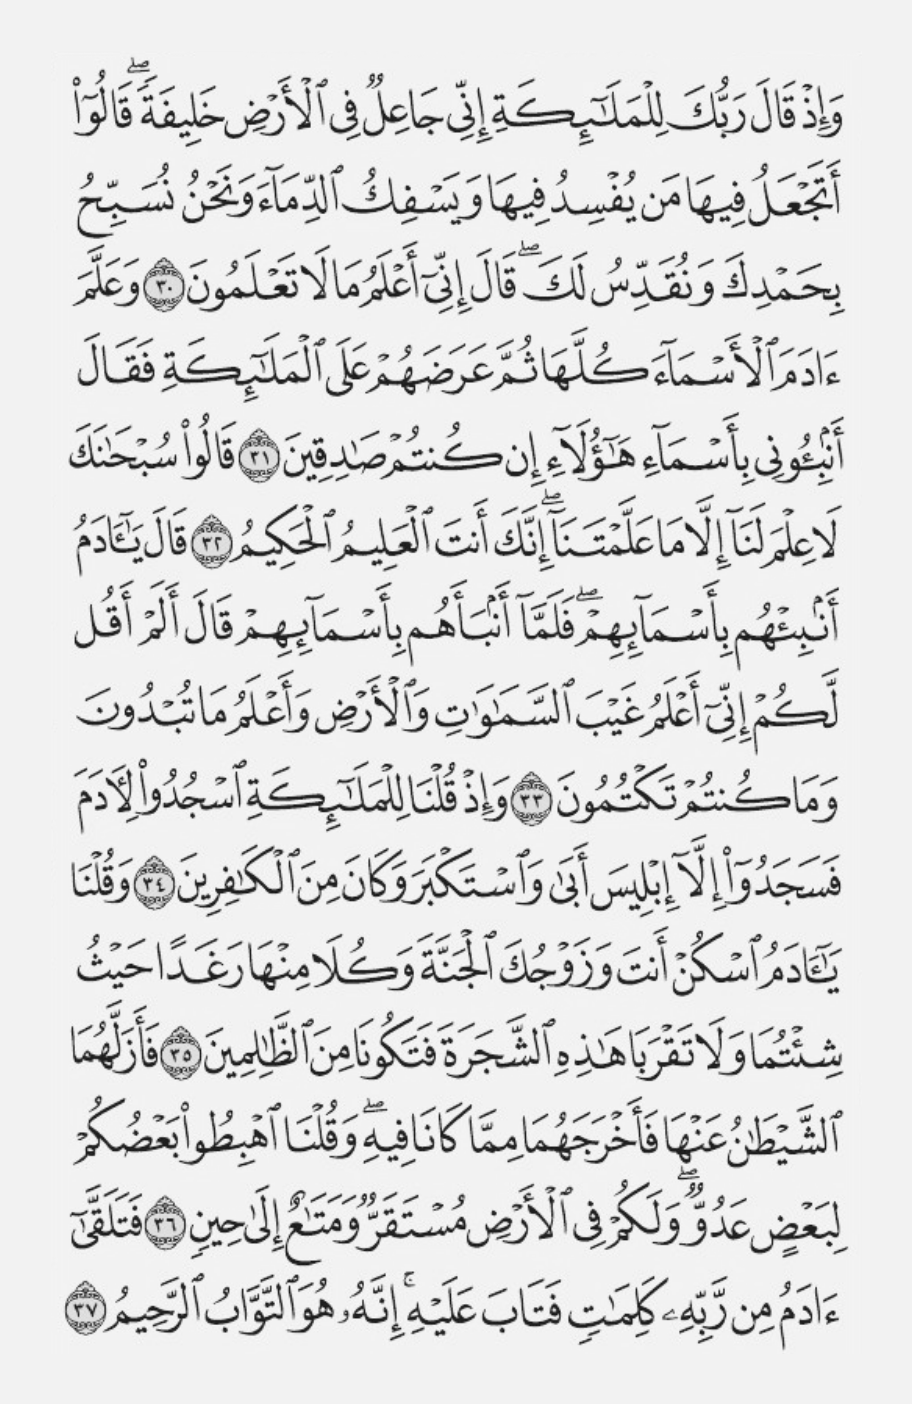 وَإِذۡ قَالَ رَبُّكَ لِلۡمَلَٰٓئِكَةِ إِنِّي جَاعِلٞ فِي ٱلۡأَرۡضِ خَلِيفَةٗۖ قَالُوٓاْ
أَتَجۡعَلُ فِيهَا مَن يُفۡسِدُ فِيهَا وَيَسۡفِكُ ٱلدِّمَآءَ وَنَحۡنُ نُسَبِّحُ
بِحَمۡدِكَ وَنُقَدِّسُ لَكَۖ قَالَ إِنِّيٓ أَعۡلَمُ مَا لَا تَعۡلَمُونَ ٣٠ وَعَلَّمَ
ءَادَمَ ٱلۡأَسۡمَآءَ كُلَّهَا ثُمَّ عَرَضَهُمۡ عَلَى ٱلۡمَلَٰٓئِكَةِ فَقَالَ
أَنۢبِـُٔونِي بِأَسۡمَآءِ هَٰٓؤُلَآءِ إِن كُنتُمۡ صَٰدِقِينَ ٣١ قَالُواْ سُبۡحَٰنَكَ
لَا عِلۡمَ لَنَآ إِلَّا مَا عَلَّمۡتَنَآۖ إِنَّكَ أَنتَ ٱلۡعَلِيمُ ٱلۡحَكِيمُ ٣٢ قَالَ يَٰٓـَٔادَمُ
أَنۢبِئۡهُم بِأَسۡمَآئِهِمۡۖ فَلَمَّآ أَنۢبَأَهُم بِأَسۡمَآئِهِمۡ قَالَ أَلَمۡ أَقُل
لَّكُمۡ إِنِّيٓ أَعۡلَمُ غَيۡبَ ٱلسَّمَٰوَٰتِ وَٱلۡأَرۡضِ وَأَعۡلَمُ مَا تُبۡدُونَ
وَمَا كُنتُمۡ تَكۡتُمُونَ ٣٣ وَإِذۡ قُلۡنَا لِلۡمَلَٰٓئِكَةِ ٱسۡجُدُواْ لِأٓدَمَ
فَسَجَدُوٓاْ إِلَّآ إِبۡلِيسَ أَبَىٰ وَٱسۡتَكۡبَرَ وَكَانَ مِنَ ٱلۡكَٰفِرِينَ ٣٤ وَقُلۡنَا
يَٰٓـَٔادَمُ ٱسۡكُنۡ أَنتَ وَزَوۡجُكَ ٱلۡجَنَّةَ وَكُلَا مِنۡهَا رَغَدًا حَيۡثُ
شِئۡتُمَا وَلَا تَقۡرَبَا هَٰذِهِ ٱلشَّجَرَةَ فَتَكُونَا مِنَ ٱلظَّٰلِمِينَ ٣٥ فَأَزَلَّهُمَا
ٱلشَّيۡطَٰنُ عَنۡهَا فَأَخۡرَجَهُمَا مِمَّا كَانَا فِيهِۖ وَقُلۡنَا ٱهۡبِطُواْ بَعۡضُكُمۡ
لِبَعۡضٍ عَدُوّٞۖ وَلَكُمۡ فِي ٱلۡأَرۡضِ مُسۡتَقَرّٞ وَمَتَٰعٌ إِلَىٰ حِينٖ ٣٦ فَتَلَقَّىٰٓ
ءَادَمُ مِن رَّبِّهِۦ كَلِمَٰتٖ فَتَابَ عَلَيۡهِۚ إِنَّهُۥ هُوَ ٱلتَّوَّابُ ٱلرَّحِيمُ ٣٧